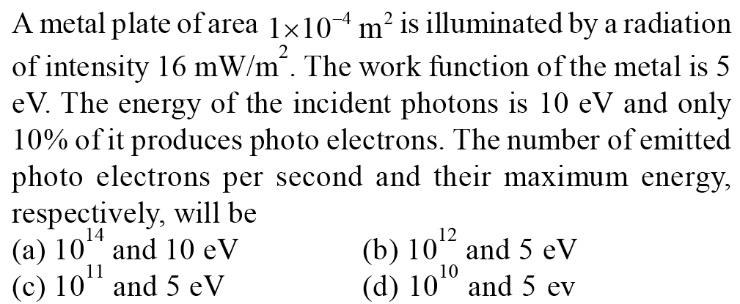 A metal plate of area 1×10⁻⁴ m² is illuminated by a radiation
of intensity 16 mW/m². The work function of the metal is 5
eV. The energy of the incident photons is 10 eV and only
10% of it produces photo electrons. The number of emitted
photo electrons per second and their maximum energy,
respectively, will be
(a) 10¹⁴ and 10 eV (b) 10¹² and 5 eV
(c) 10¹¹ and 5 eV (d) 10¹⁰ and 5 ev